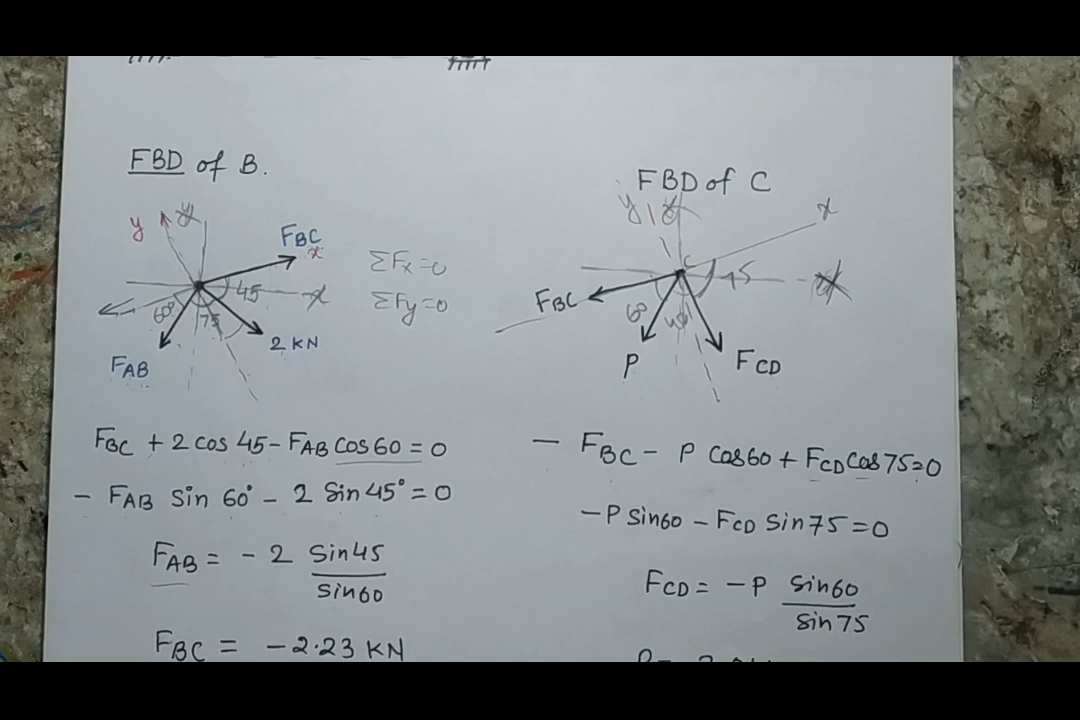 FBD of B.
y y
FBC
x
45 x
60°
75
2 KN
FAB
ΣFx=0
ΣFy=0
FBC + 2 cos 45 - FAB cos 60 = 0
- FAB Sin 60° - 2 Sin 45° = 0
FAB = - 2 Sin45
sin60
FBC = -2.23 KN
FBD of C
y
x
C
75
FBC
60
P
FCD
- FBC - P Cos60 + FCD Cos 75=0
-P Sin60 - FCD Sin 75 = 0
FCD = -P sin60
sin 75